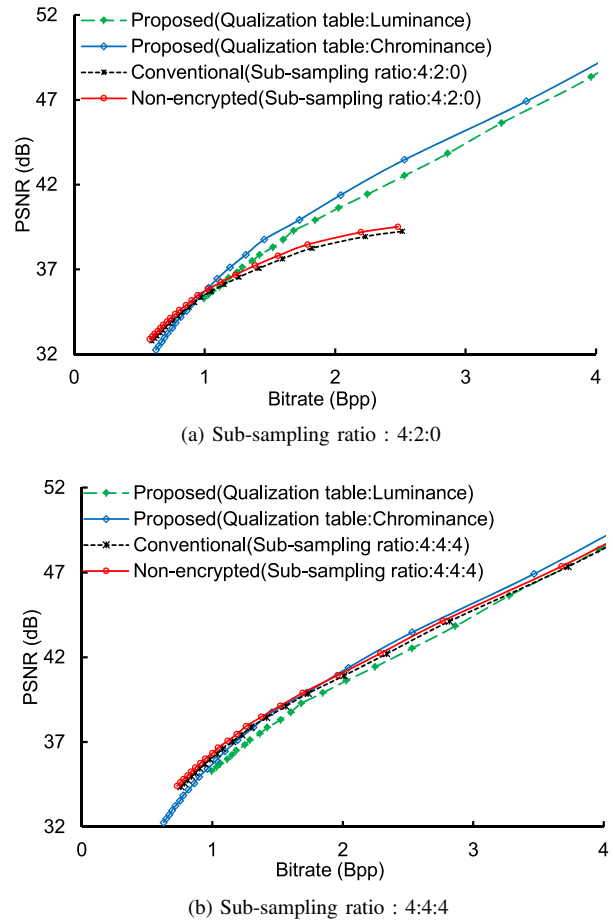 52
47
42
37
32
PSNR (dB)
Proposed(Qualization table:Luminance)
Proposed(Qualization table:Chrominance)
Conventional(Sub-sampling ratio:4:2:0)
Non-encrypted(Sub-sampling ratio:4:2:0)
0 1 2 3 4
Bitrate (Bpp)
(a) Sub-sampling ratio : 4:2:0
52
47
42
37
32
PSNR (dB)
Proposed(Qualization table:Luminance)
Proposed(Qualization table:Chrominance)
Conventional(Sub-sampling ratio:4:4:4)
Non-encrypted(Sub-sampling ratio:4:4:4)
0 1 2 3 4
Bitrate (Bpp)
(b) Sub-sampling ratio : 4:4:4